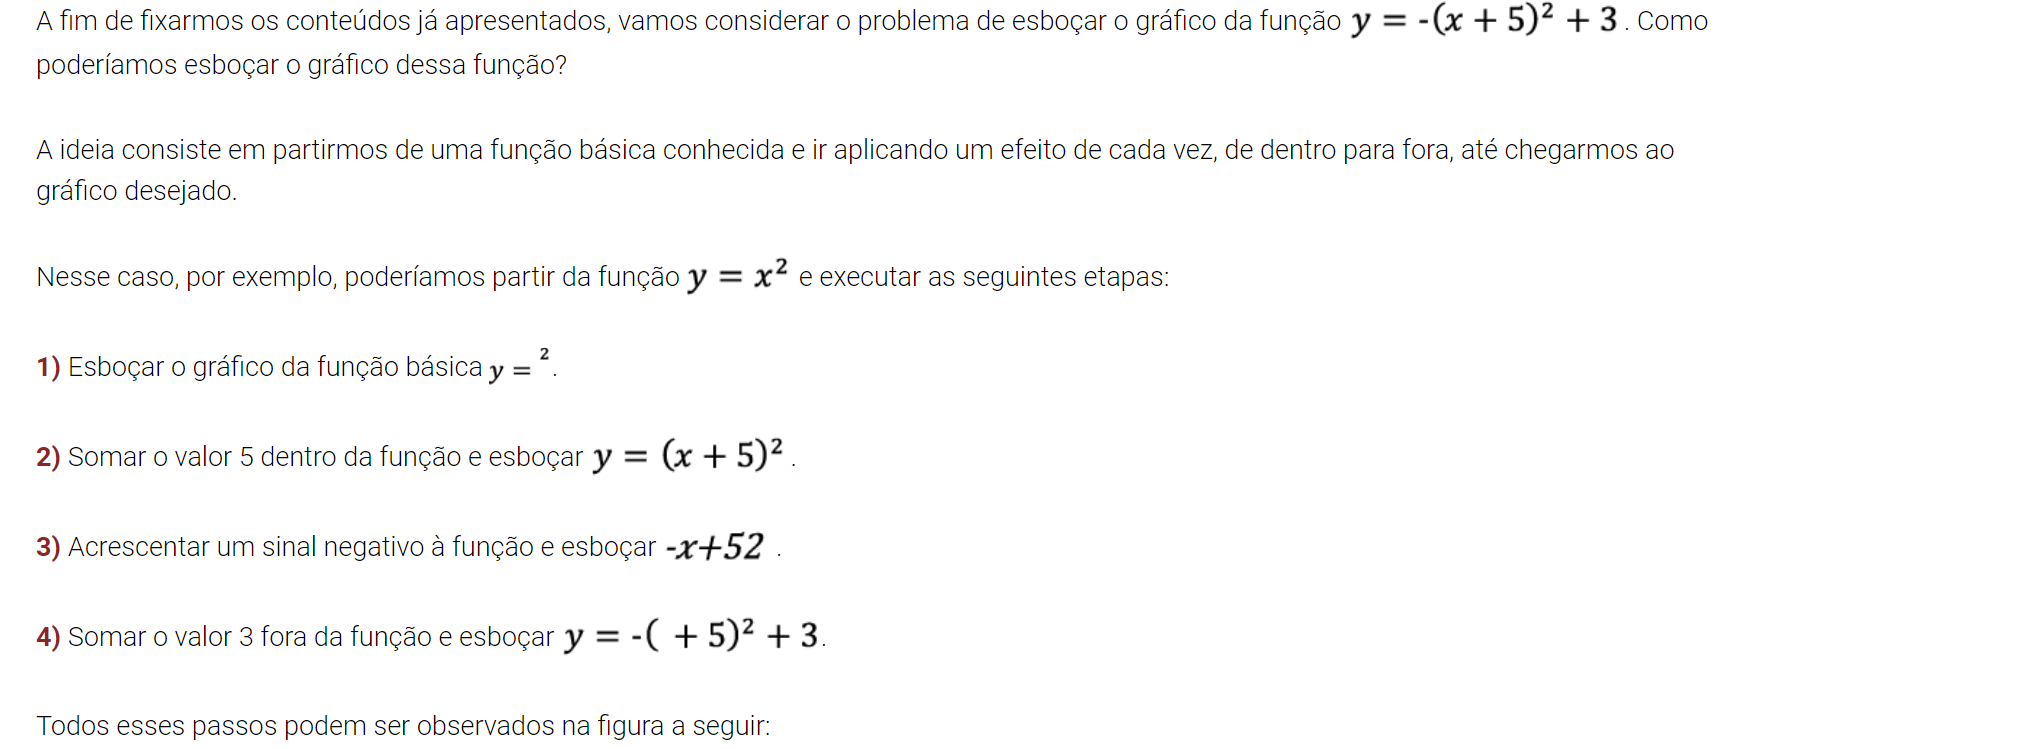 A fim de fixarmos os conteúdos já apresentados, vamos considerar o problema de esboçar o gráfico da função y = -(x + 5)² + 3 . Como
poderíamos esboçar o gráfico dessa função?
A ideia consiste em partirmos de uma função básica conhecida e ir aplicando um efeito de cada vez, de dentro para fora, até chegarmos ao
gráfico desejado.
Nesse caso, por exemplo, poderíamos partir da função y = x² e executar as seguintes etapas:
1) Esboçar o gráfico da função básica y = ².
2) Somar o valor 5 dentro da função e esboçar y = (x + 5)² .
3) Acrescentar um sinal negativo à função e esboçar -x+52 .
4) Somar o valor 3 fora da função e esboçar y = -( + 5)² + 3.
Todos esses passos podem ser observados na figura a seguir: